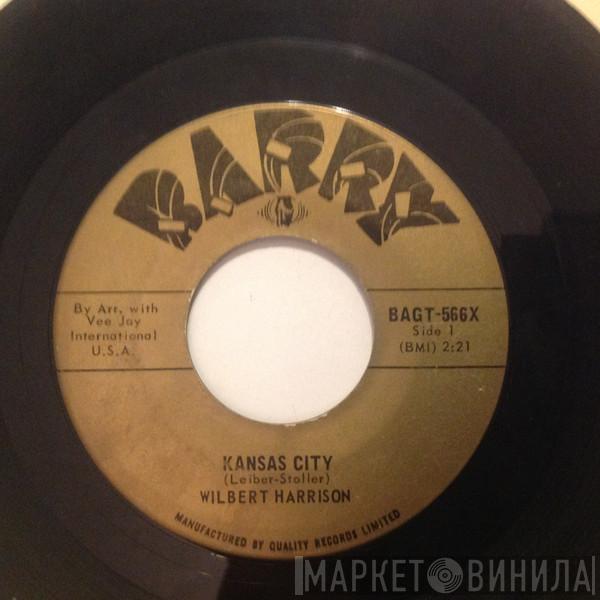 BARRY
By Arr. with
Vee Jay
International
U.S.A.
BAGT-566X
Side 1
(BMI) 2:21
KANSAS CITY
(Leiber-Stoller)
WILBERT HARRISON
MANUFACTURED BY QUALITY RECORDS LIMITED
МАРКЕТ ВИНИЛА